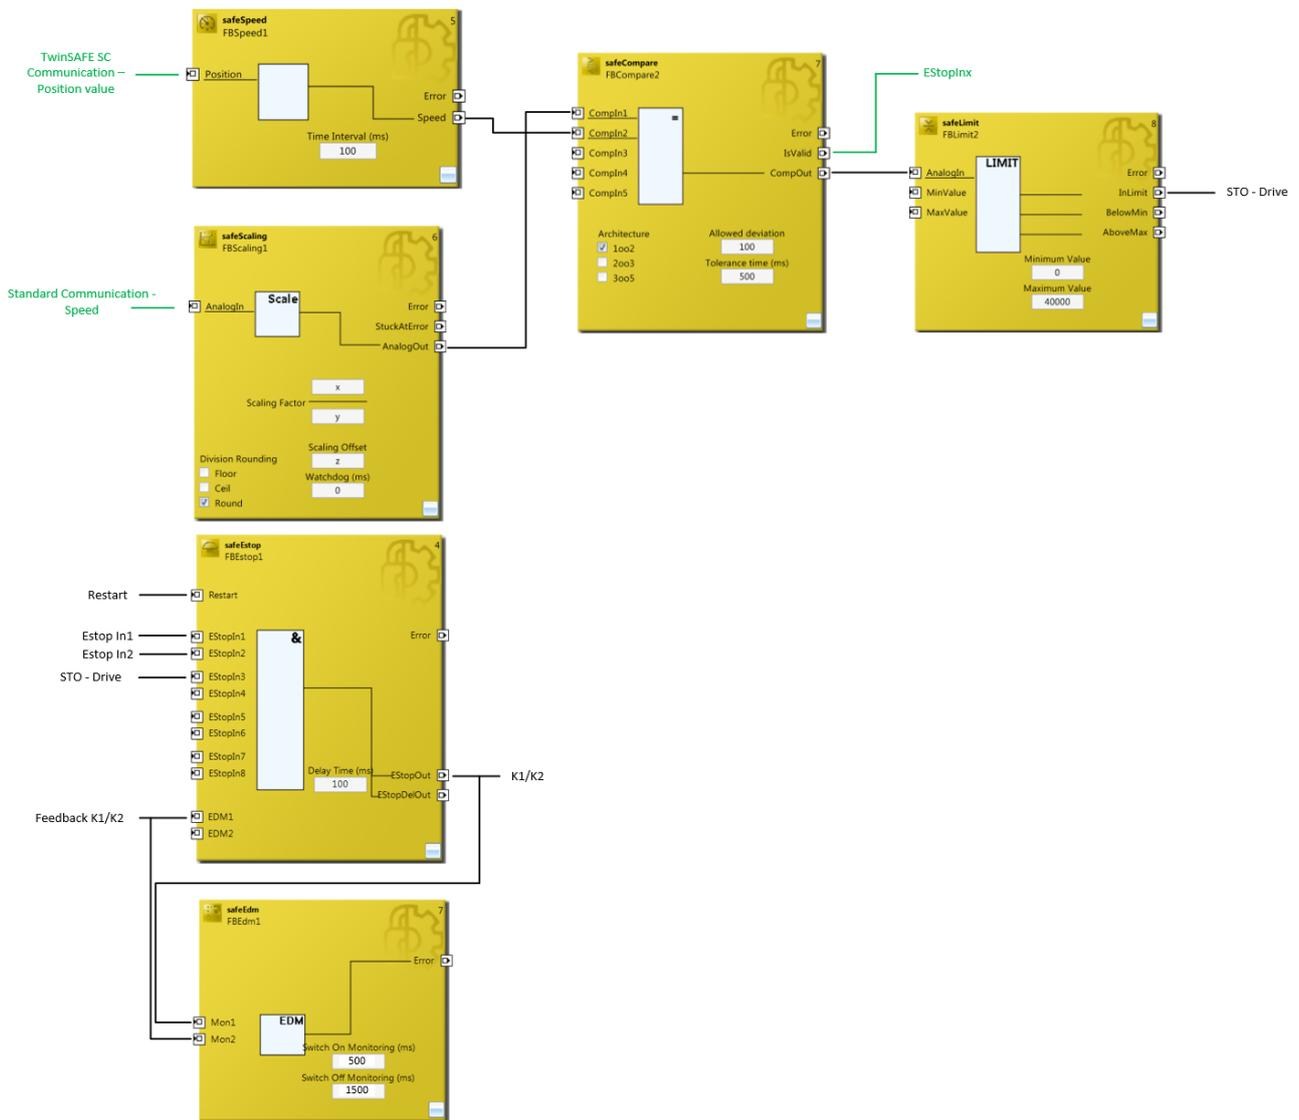 safeSpeed
FBSpeed1
5
TwinSAFE SC
Communication –
Position value
Position
Error
Speed
Time Interval (ms)
100
safeCompare
FBCompare2
7
CompIn1
CompIn2
CompIn3
CompIn4
CompIn5
=
Error
IsValid
CompOut
Architecture
1oo2
2oo3
3oo5
Allowed deviation
100
Tolerance time (ms)
500
EStopInx
safeLimit
FBLimit2
8
AnalogIn
MinValue
MaxValue
LIMIT
Error
InLimit
BelowMin
AboveMax
Minimum Value
0
Maximum Value
40000
STO - Drive
safeScaling
FBScaling1
6
Standard Communication -
Speed
AnalogIn
Scale
Error
StuckAtError
AnalogOut
Scaling Factor
x
y
Scaling Offset
z
Division Rounding
Floor
Ceil
Round
Watchdog (ms)
0
safeEstop
FBEstop1
4
Restart
Restart
Estop In1
EStopIn1
&
Error
Estop In2
EStopIn2
STO - Drive
EStopIn3
EStopIn4
EStopIn5
EStopIn6
EStopIn7
EStopIn8
Delay Time (ms)
100
EStopOut
K1/K2
EStopDelOut
Feedback K1/K2
EDM1
EDM2
safeEdm
FBEdm1
7
Error
Mon1
Mon2
EDM
Switch On Monitoring (ms)
500
Switch Off Monitoring (ms)
1500